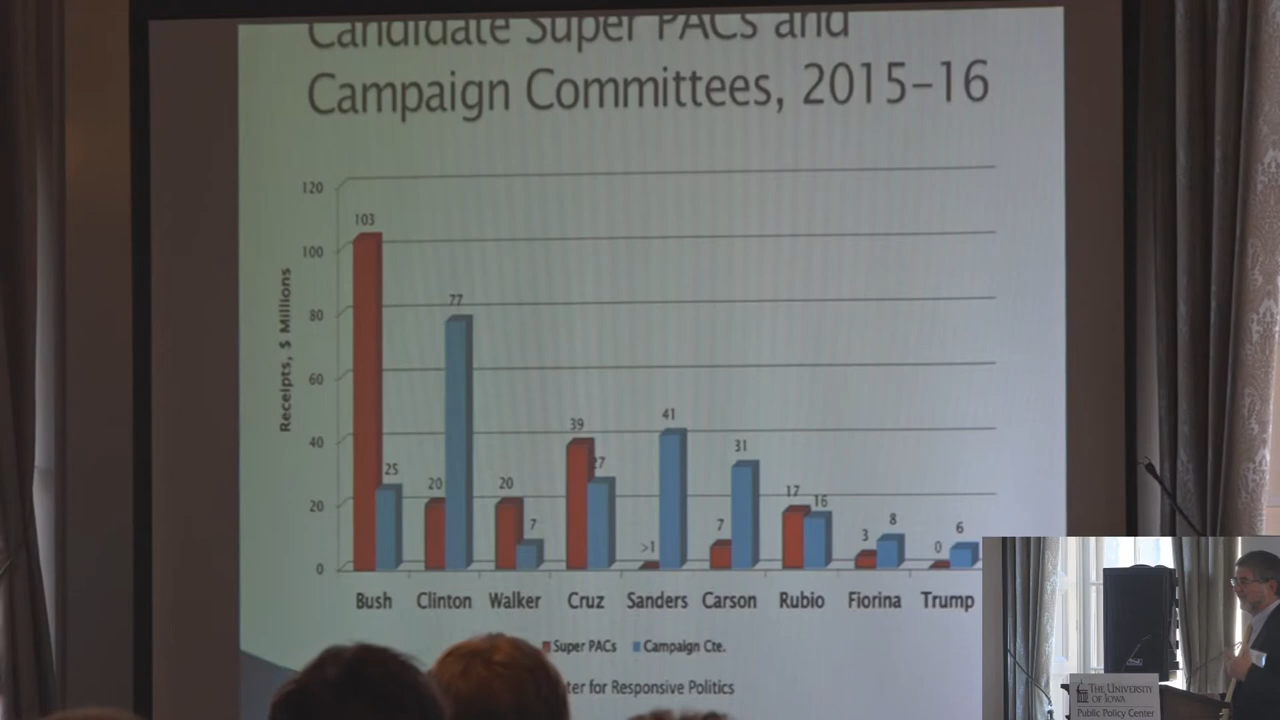 Candidate Super PACs and
Campaign Committees, 2015–16
Receipts, $ Millions
120
100
80
60
40
20
0
103
25
20
77
20
7
39
27
>1
41
7
31
17
16
3
8
0
6
Bush Clinton Walker Cruz Sanders Carson Rubio Fiorina Trump
Super PACs Campaign Cte.
ter for Responsive Politics
THE UNIVERSITY
OF IOWA
Public Policy Center